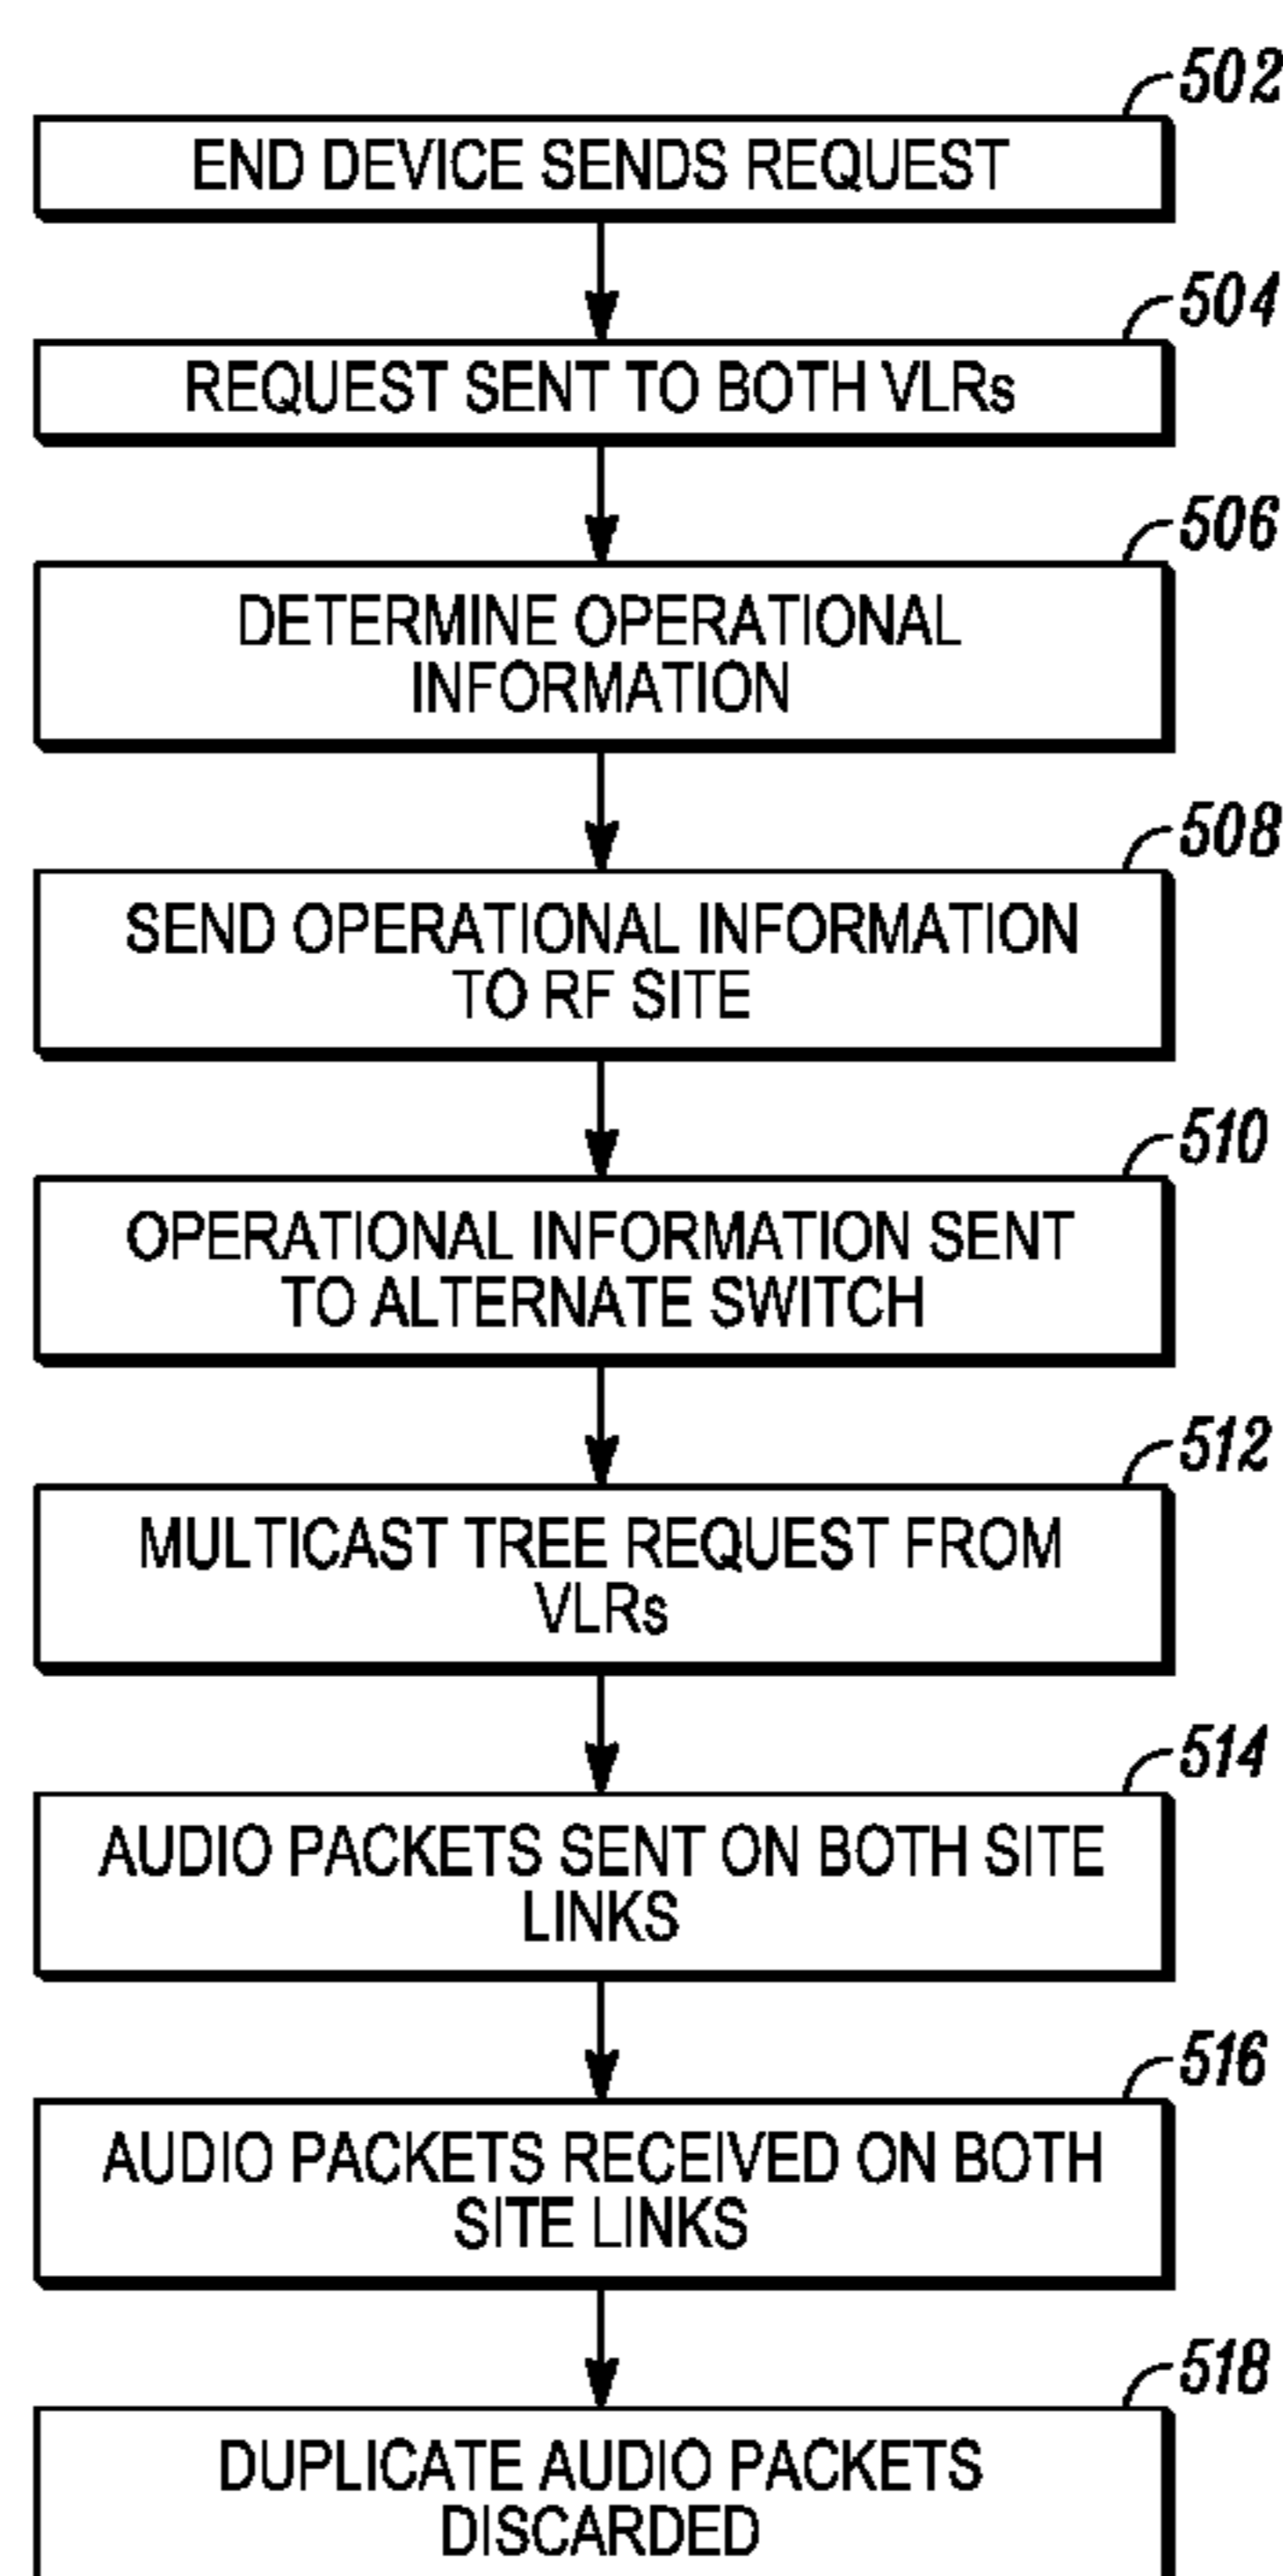 502
END DEVICE SENDS REQUEST
504
REQUEST SENT TO BOTH VLRs
506
DETERMINE OPERATIONAL
INFORMATION
508
SEND OPERATIONAL INFORMATION
TO RF SITE
510
OPERATIONAL INFORMATION SENT
TO ALTERNATE SWITCH
512
MULTICAST TREE REQUEST FROM
VLRs
514
AUDIO PACKETS SENT ON BOTH SITE
LINKS
516
AUDIO PACKETS RECEIVED ON BOTH
SITE LINKS
518
DUPLICATE AUDIO PACKETS
DISCARDED